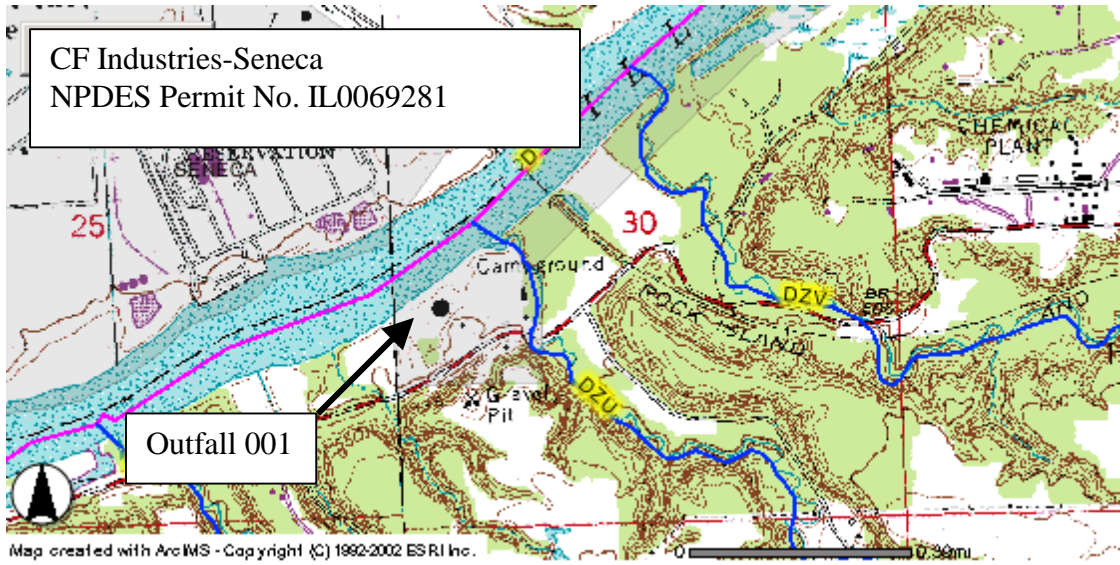 CF Industries-Seneca
NPDES Permit No. IL0069281
SENECA
CHEMICAL
PLANT
25
30
Campground
DZV
ROCK ISLAND
AND
DZU
Gravel
Pit
Outfall 001
Map created with ArcIMS - Copyright (C) 1992-2002 ESRI Inc.
0